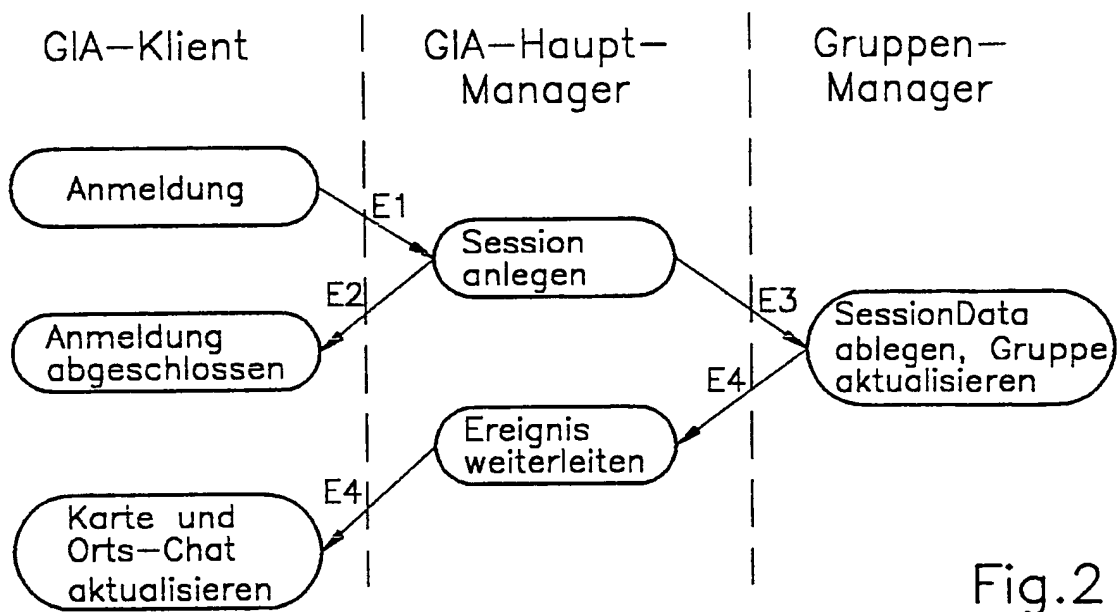 GIA-Klient
GIA-Haupt-
Manager
Gruppen-
Manager
Anmeldung
E1
Session
anlegen
E2
E3
Anmeldung
abgeschlossen
SessionData
ablegen, Gruppe
aktualisieren
E4
Ereignis
weiterleiten
E4
Karte und
Orts-Chat
aktualisieren
Fig.2